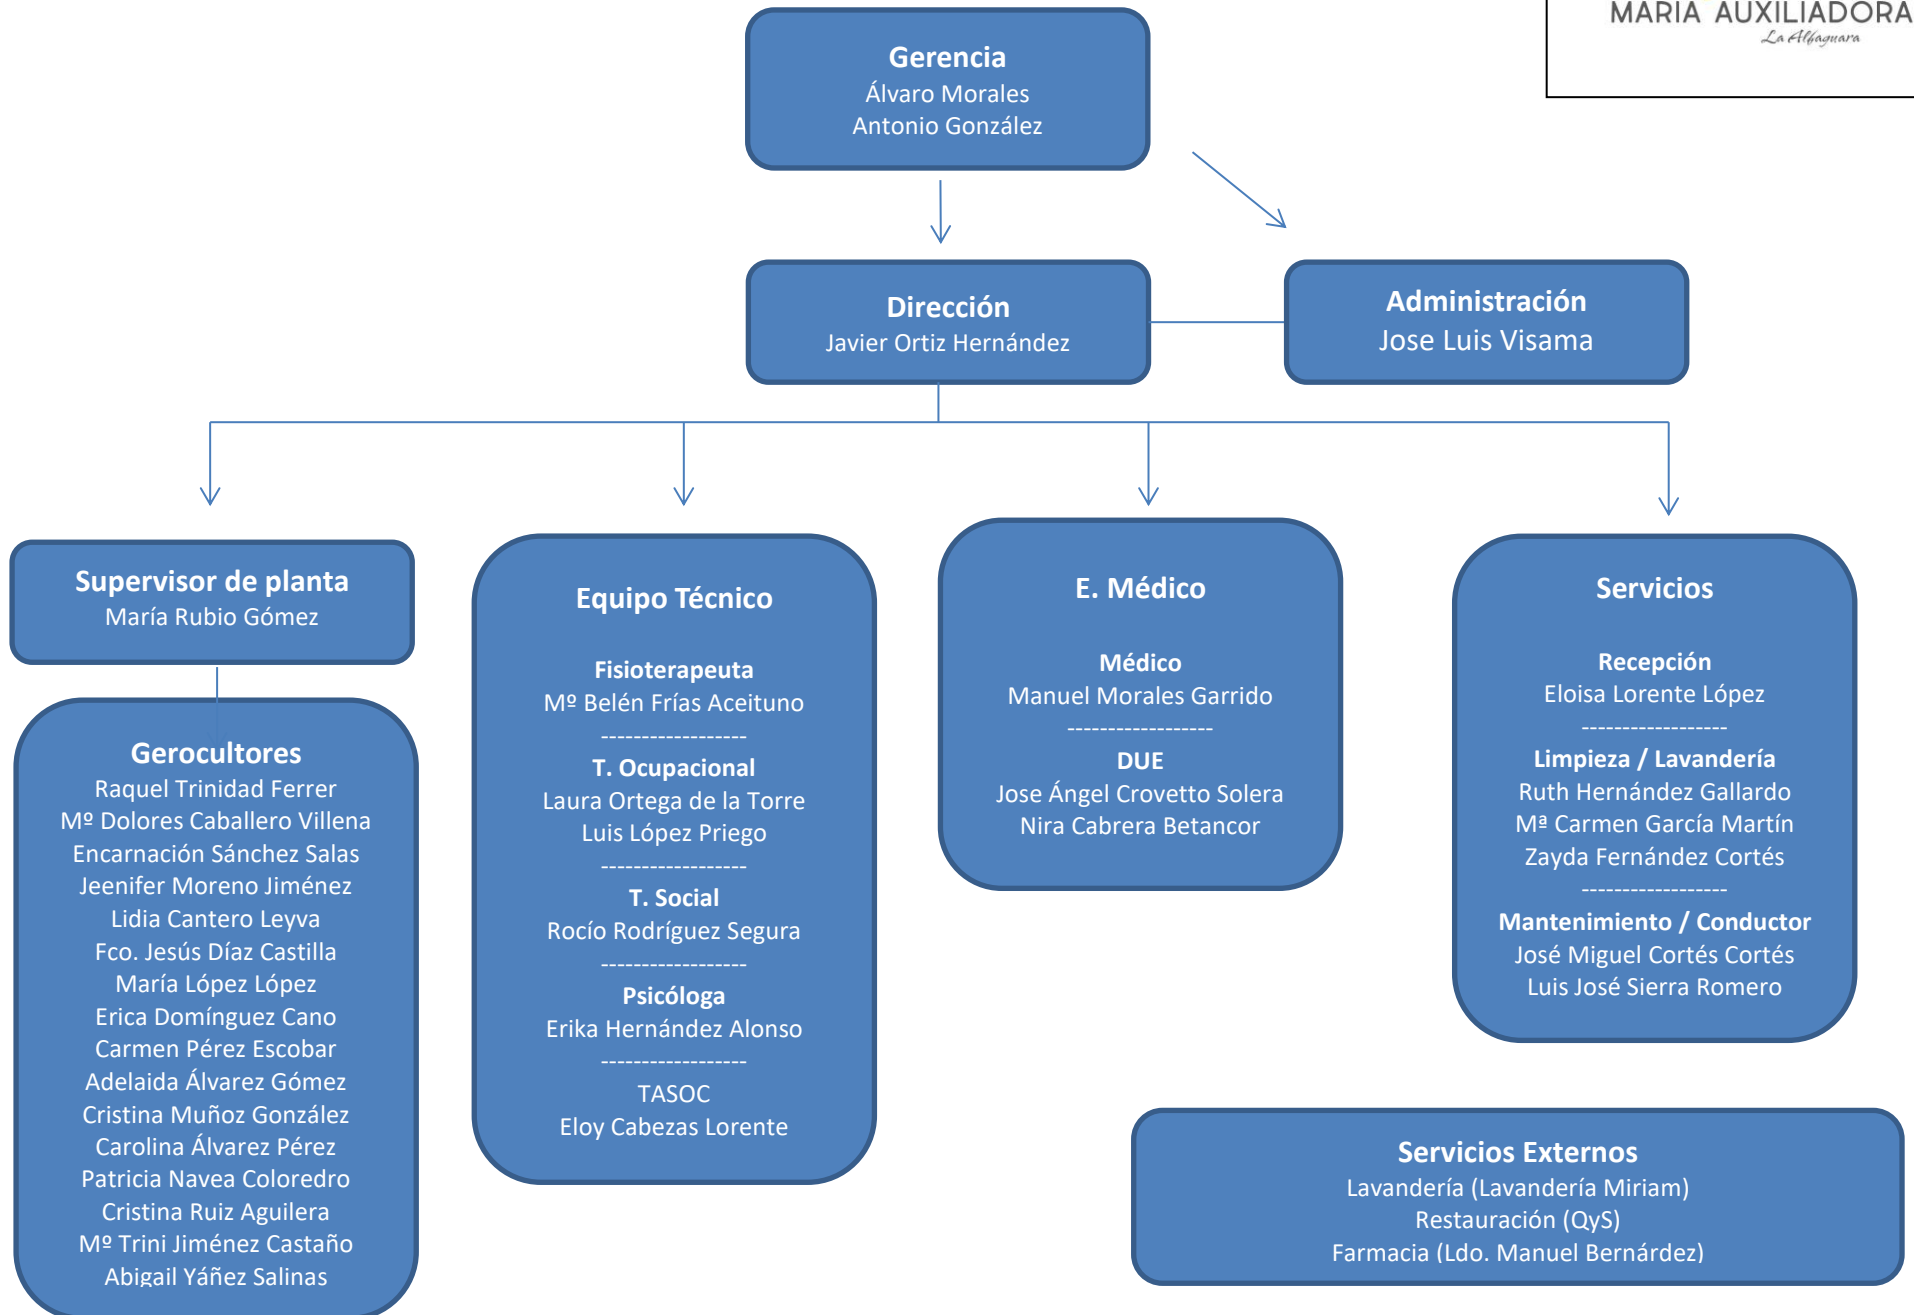 MARIA AUXILIADORA
La Alfaguara
Gerencia
Álvaro Morales
Antonio González
Dirección
Javier Ortiz Hernández
Administración
Jose Luis Visama
Supervisor de planta
María Rubio Gómez
Gerocultores
Raquel Trinidad Ferrer
Mº Dolores Caballero Villena
Encarnación Sánchez Salas
Jeenifer Moreno Jiménez
Lidia Cantero Leyva
Fco. Jesús Díaz Castilla
María López López
Erica Domínguez Cano
Carmen Pérez Escobar
Adelaida Álvarez Gómez
Cristina Muñoz González
Carolina Álvarez Pérez
Patricia Navea Coloredro
Cristina Ruiz Aguilera
Mº Trini Jiménez Castaño
Abigail Yáñez Salinas
Equipo Técnico
Fisioterapeuta
Mº Belén Frías Aceituno
------------------
T. Ocupacional
Laura Ortega de la Torre
Luis López Priego
------------------
T. Social
Rocío Rodríguez Segura
------------------
Psicóloga
Erika Hernández Alonso
------------------
TASOC
Eloy Cabezas Lorente
E. Médico
Médico
Manuel Morales Garrido
------------------
DUE
Jose Ángel Crovetto Solera
Nira Cabrera Betancor
Servicios
Recepción
Eloisa Lorente López
------------------
Limpieza / Lavandería
Ruth Hernández Gallardo
Mª Carmen García Martín
Zayda Fernández Cortés
------------------
Mantenimiento / Conductor
José Miguel Cortés Cortés
Luis José Sierra Romero
Servicios Externos
Lavandería (Lavandería Miriam)
Restauración (QyS)
Farmacia (Ldo. Manuel Bernárdez)